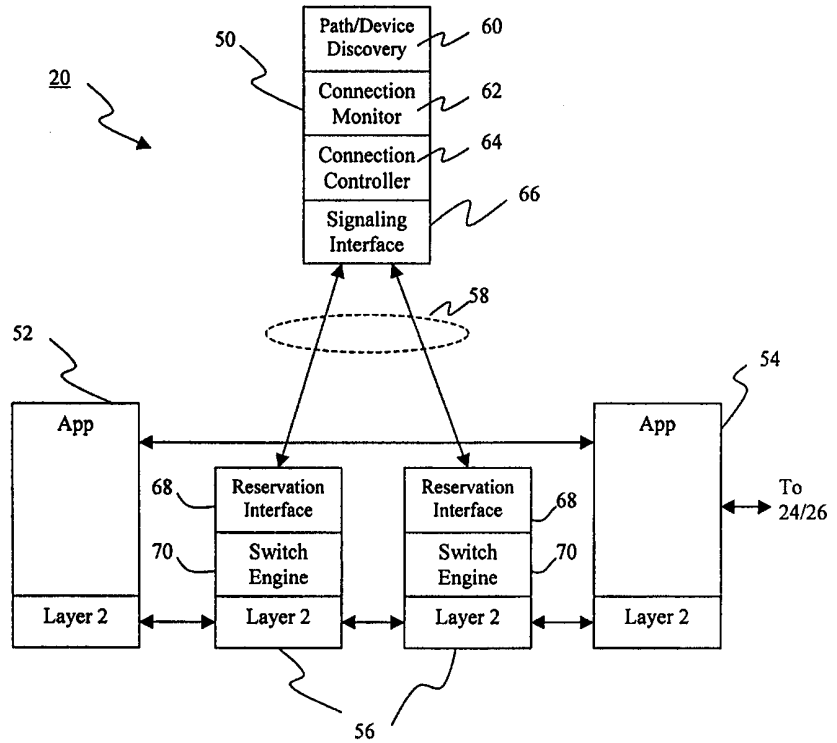 Path/Device
Discovery
60
50
20
Connection
Monitor
62
Connection
Controller
64
Signaling
Interface
66
58
52
54
App
App
68
Reservation
Interface
Reservation
Interface
68
To
24/26
70
Switch
Engine
Switch
Engine
70
Layer 2
Layer 2
Layer 2
Layer 2
56